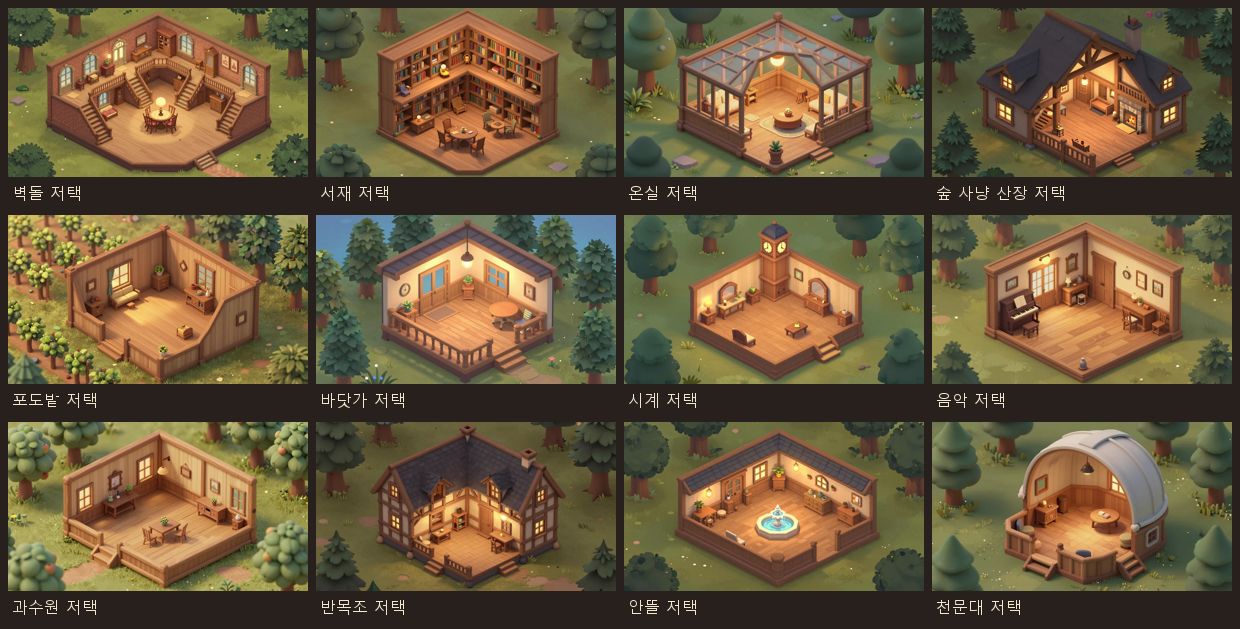 벽돌 저택
서재 저택
온실 저택
숲 사냥 산장 저택
포도밭 저택
바닷가 저택
시계 저택
음악 저택
과수원 저택
반목조 저택
안뜰 저택
천문대 저택